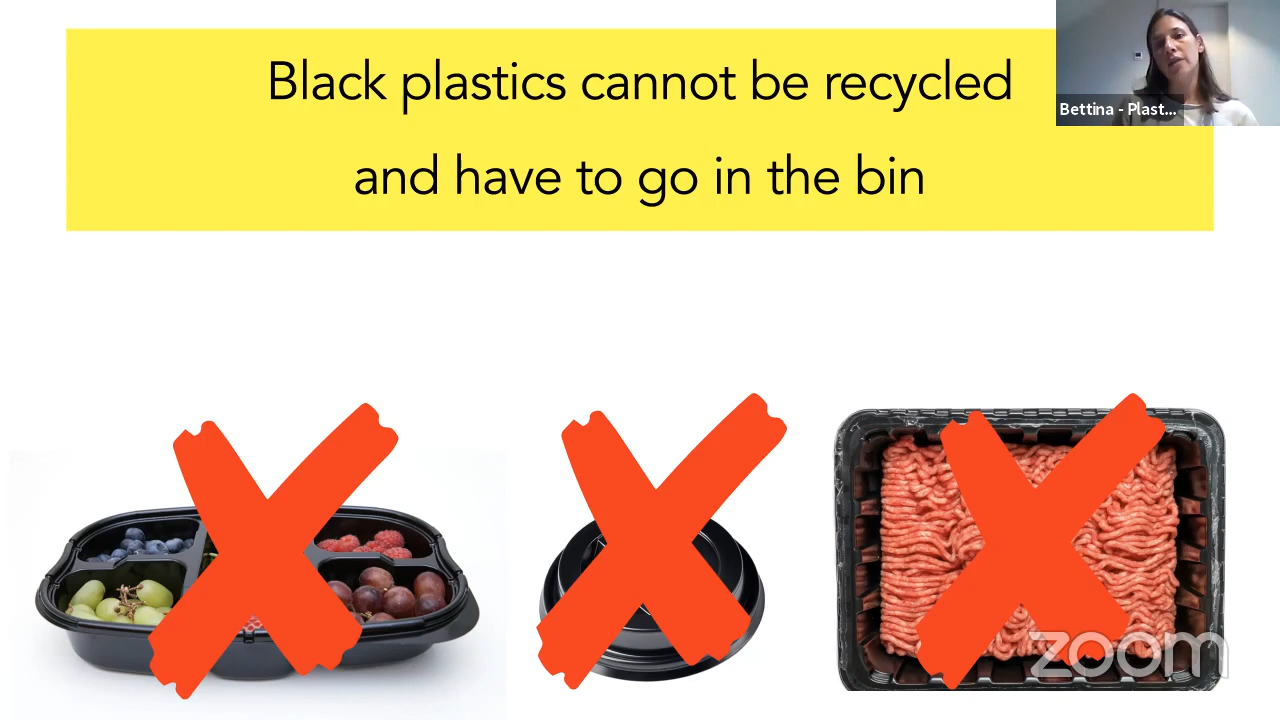 Black plastics cannot be recycled
and have to go in the bin
Bettina - Plast...
zoom